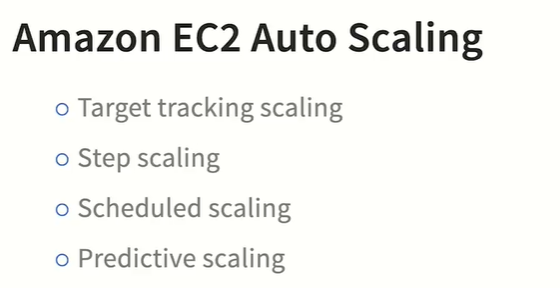 Amazon EC2 Auto Scaling
Target tracking scaling
Step scaling
Scheduled scaling
Predictive scaling